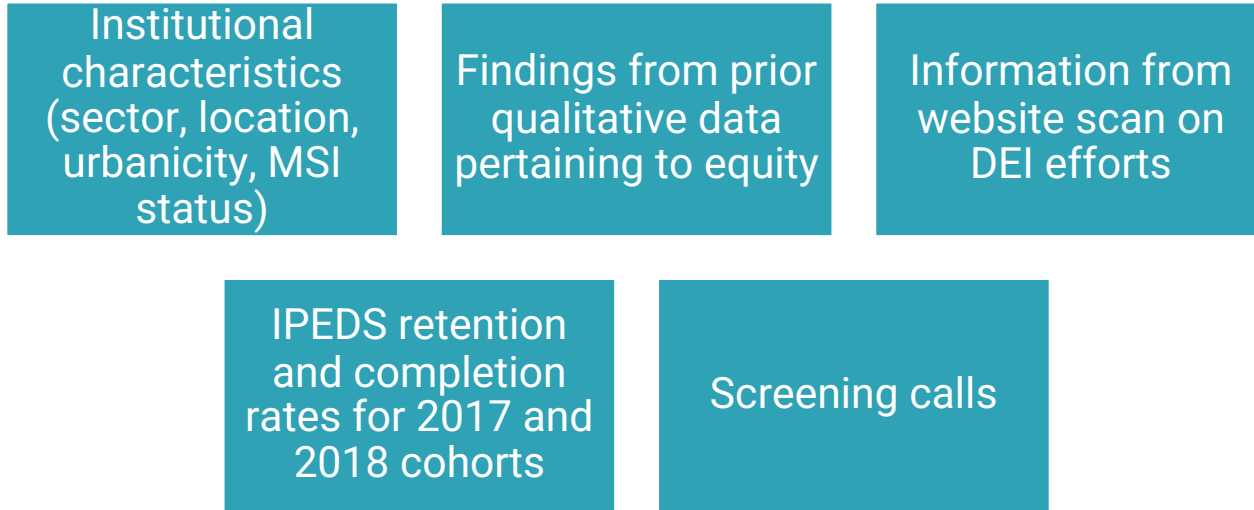 Institutional
characteristics
(sector, location,
urbanicity, MSI
status)
Findings from prior
qualitative data
pertaining to equity
Information from
website scan on
DEI efforts
IPEDS retention
and completion
rates for 2017 and
2018 cohorts
Screening calls